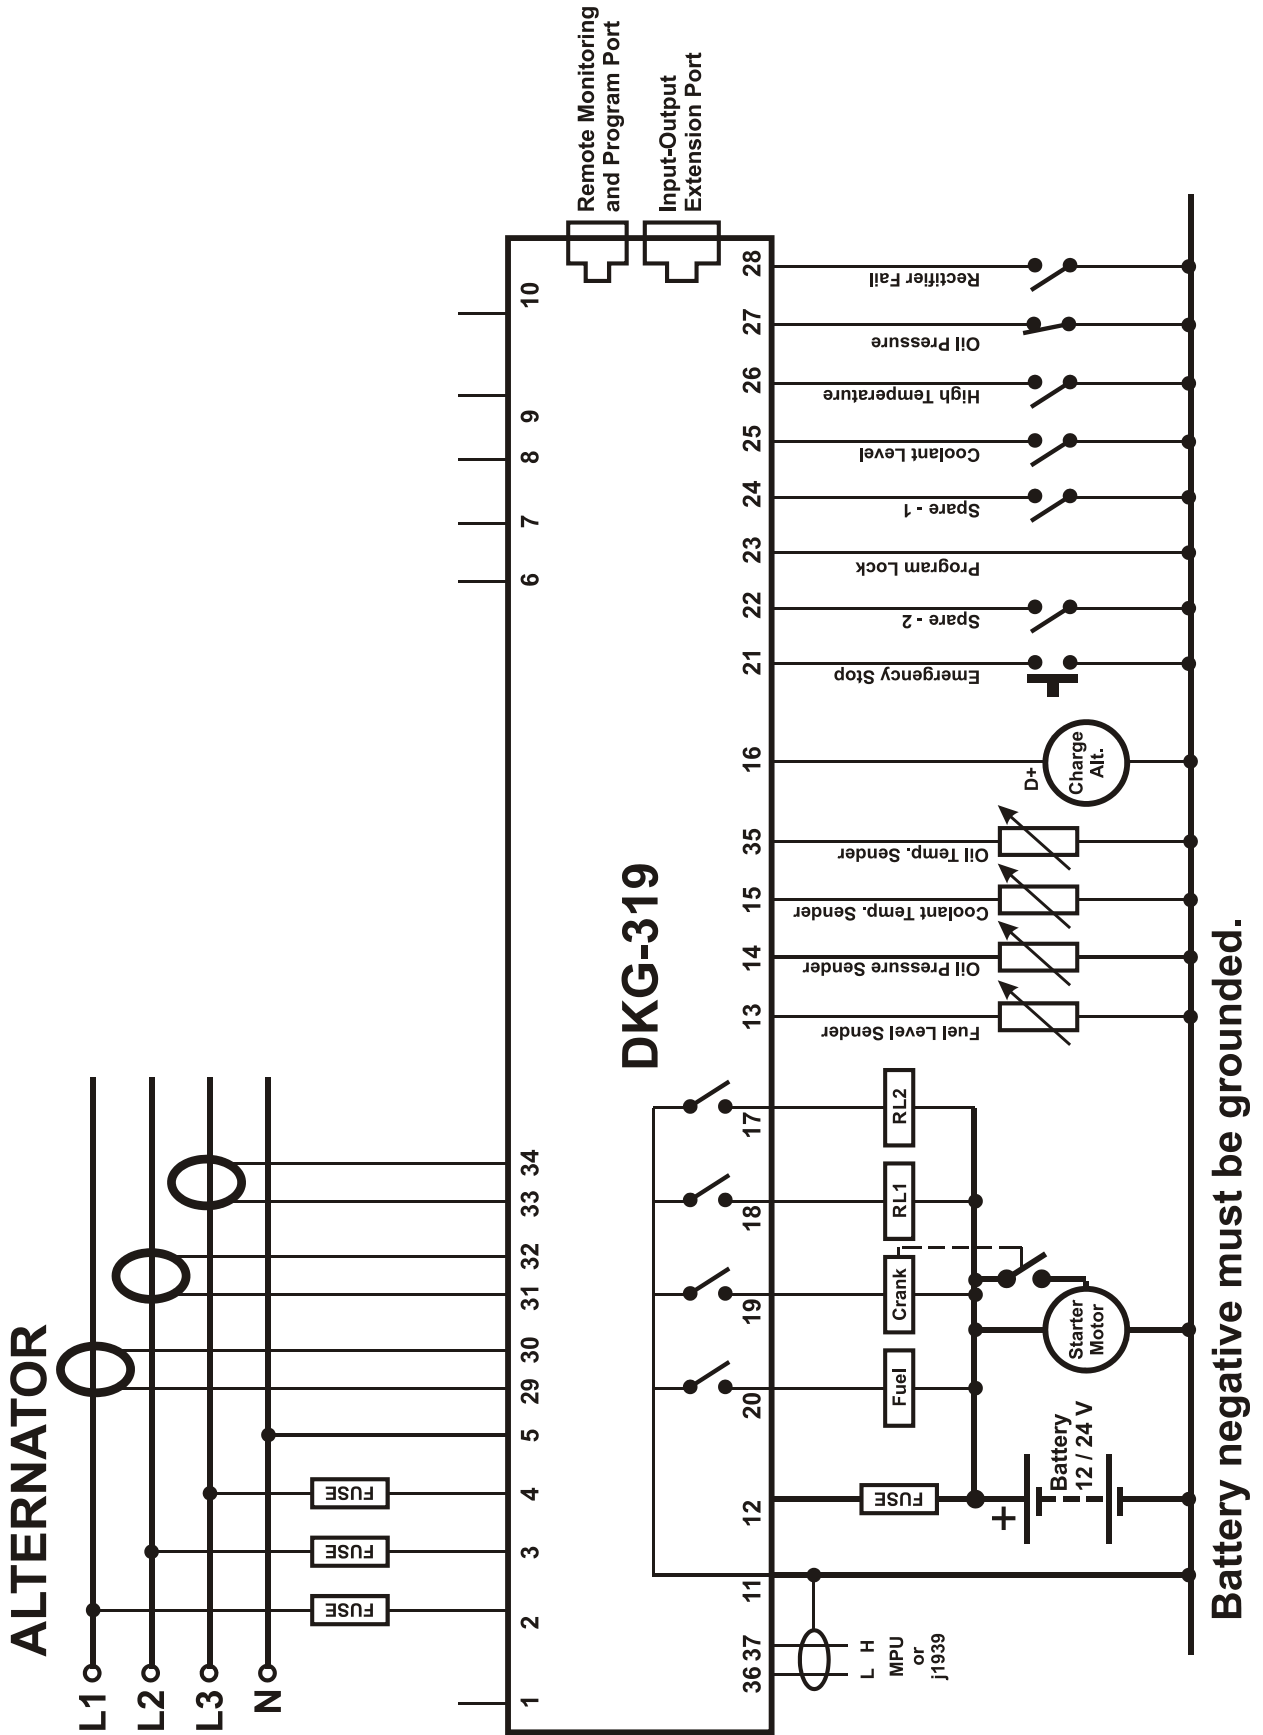 ALTERNATOR
L1
L2
L3
N
FUSE
FUSE
FUSE
1
2
3
4
5
29
30
31
32
33
34
6
7
8
9
10
DKG-319
Remote Monitoring
and Program Port
Input-Output
Extension Port
36
37
11
12
20
19
18
17
13
14
15
35
16
21
22
23
24
25
26
27
28
L
H
MPU
or
j1939
FUSE
Fuel
Crank
RL1
RL2
+
Battery
12 / 24 V
Starter
Motor
Fuel Level Sender
Oil Pressure Sender
Coolant Temp. Sender
Oil Temp. Sender
D+
Charge
Alt.
Emergency Stop
Spare - 2
Program Lock
Spare - 1
Coolant Level
High Temperature
Oil Pressure
Rectifier Fail
Battery negative must be grounded.